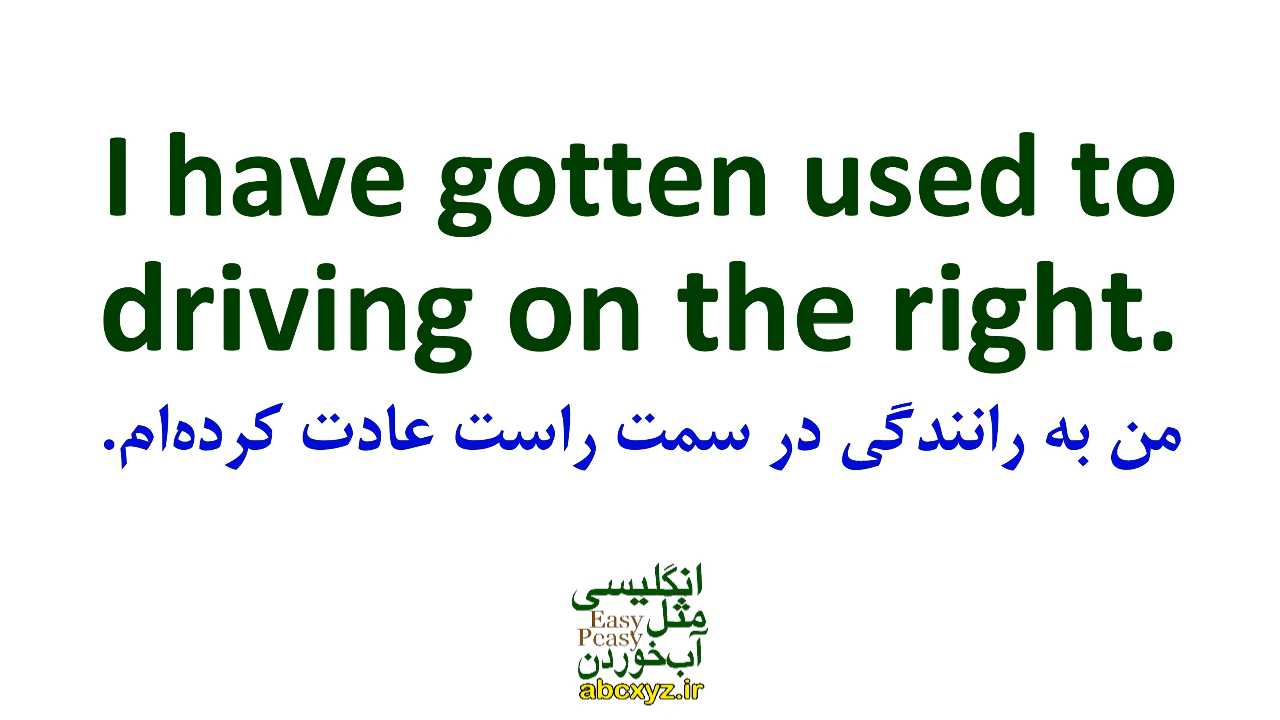 I have gotten used to
driving on the right.
من به رانندگی در سمت راست عادت کرده‌ام.
انگلیسی
مثل
Easy
Peasy
آب‌خوردن
abcxyz.ir